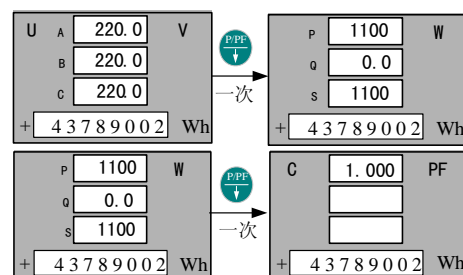 U A 220.0 V
B 220.0
C 220.0
+ 43789002 Wh
P/PF
一次
P 1100 W
Q 0.0
S 1100
+ 43789002 Wh
P 1100 W
Q 0.0
S 1100
+ 43789002 Wh
P/PF
一次
C 1.000 PF
+ 43789002 Wh